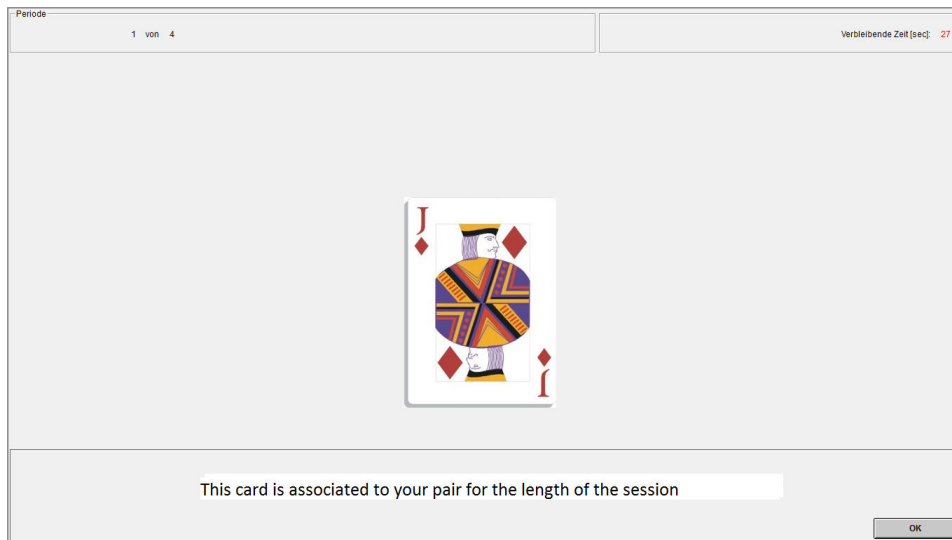 Periode
1 von 4
Verbleibende Zeit [sec]: 27
J
J
This card is associated to your pair for the length of the session
OK